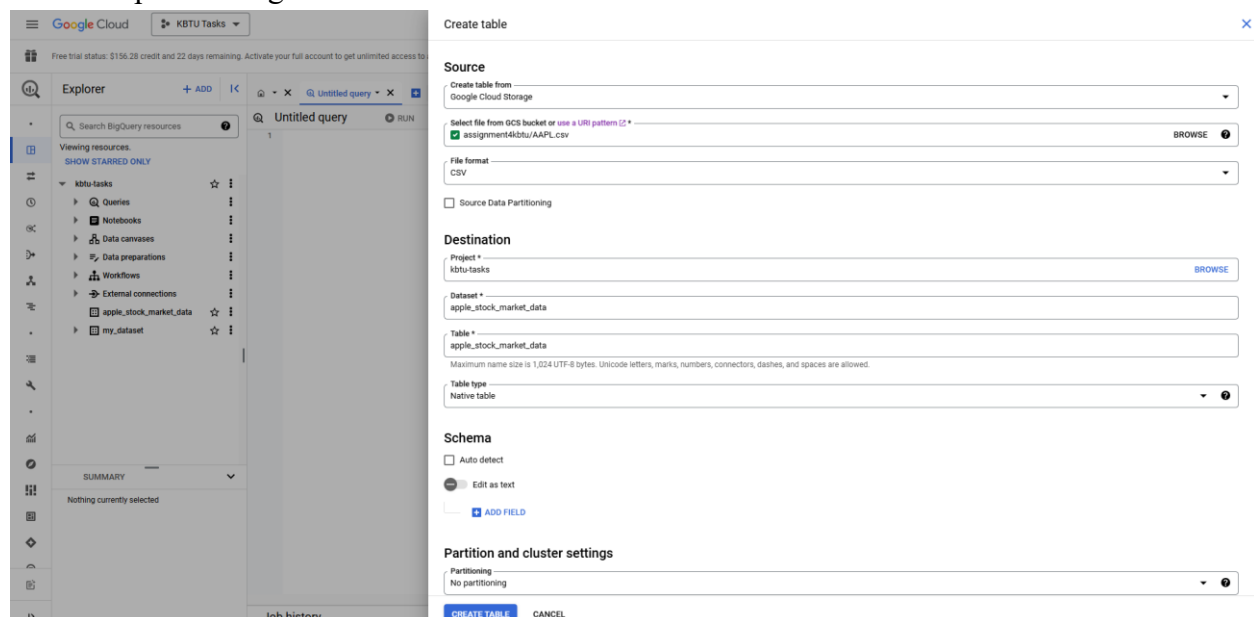 Google Cloud
KBTU Tasks
Free trial status: $156.28 credit and 22 days remaining. Activate your full account to get unlimited access to
Explorer
+ ADD
Search BigQuery resources
Viewing resources.
SHOW STARRED ONLY
kbtu-tasks
Queries
Notebooks
Data canvases
Data preparations
Workflows
External connections
apple_stock_market_data
my_dataset
SUMMARY
Nothing currently selected
Untitled query
Untitled query
RUN
1
Job history
Create table
Source
Create table from
Google Cloud Storage
Select file from GCS bucket or use a URI pattern *
assignment4kbtu/AAPL.csv
BROWSE
File format
CSV
Source Data Partitioning
Destination
Project *
kbtu-tasks
BROWSE
Dataset *
apple_stock_market_data
Table *
apple_stock_market_data
Maximum name size is 1,024 UTF-8 bytes. Unicode letters, marks, numbers, connectors, dashes, and spaces are allowed.
Table type
Native table
Schema
Auto detect
Edit as text
ADD FIELD
Partition and cluster settings
Partitioning
No partitioning
CREATE TABLE
CANCEL